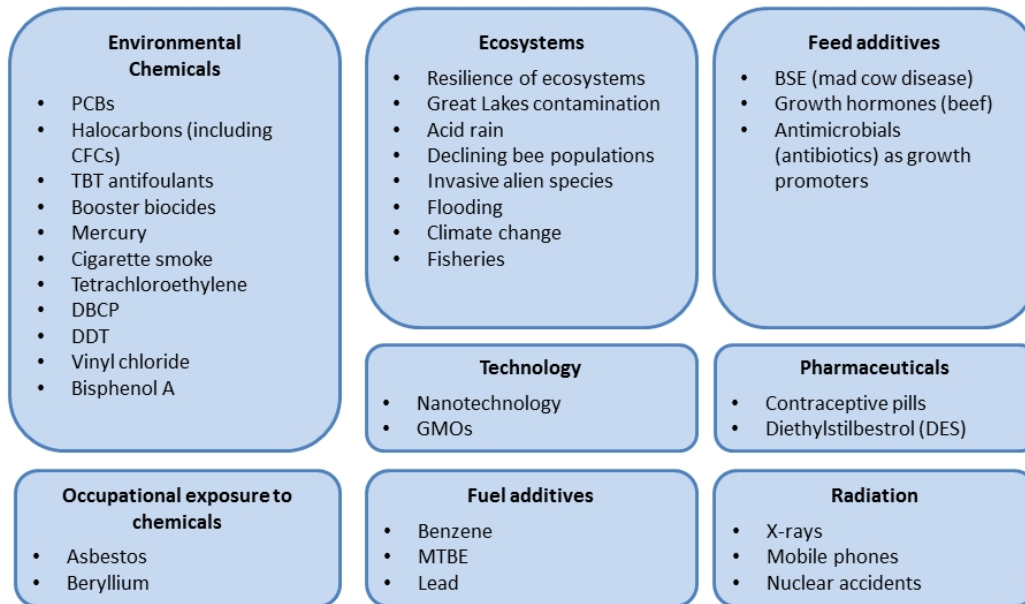 Environmental
Chemicals
• PCBs
• Halocarbons (including
CFCs)
• TBT antifoulants
• Booster biocides
• Mercury
• Cigarette smoke
• Tetrachloroethylene
• DBCP
• DDT
• Vinyl chloride
• Bisphenol A
Ecosystems
• Resilience of ecosystems
• Great Lakes contamination
• Acid rain
• Declining bee populations
• Invasive alien species
• Flooding
• Climate change
• Fisheries
Feed additives
• BSE (mad cow disease)
• Growth hormones (beef)
• Antimicrobials
(antibiotics) as growth
promoters
Technology
• Nanotechnology
• GMOs
Pharmaceuticals
• Contraceptive pills
• Diethylstilbestrol (DES)
Occupational exposure to
chemicals
• Asbestos
• Beryllium
Fuel additives
• Benzene
• MTBE
• Lead
Radiation
• X-rays
• Mobile phones
• Nuclear accidents